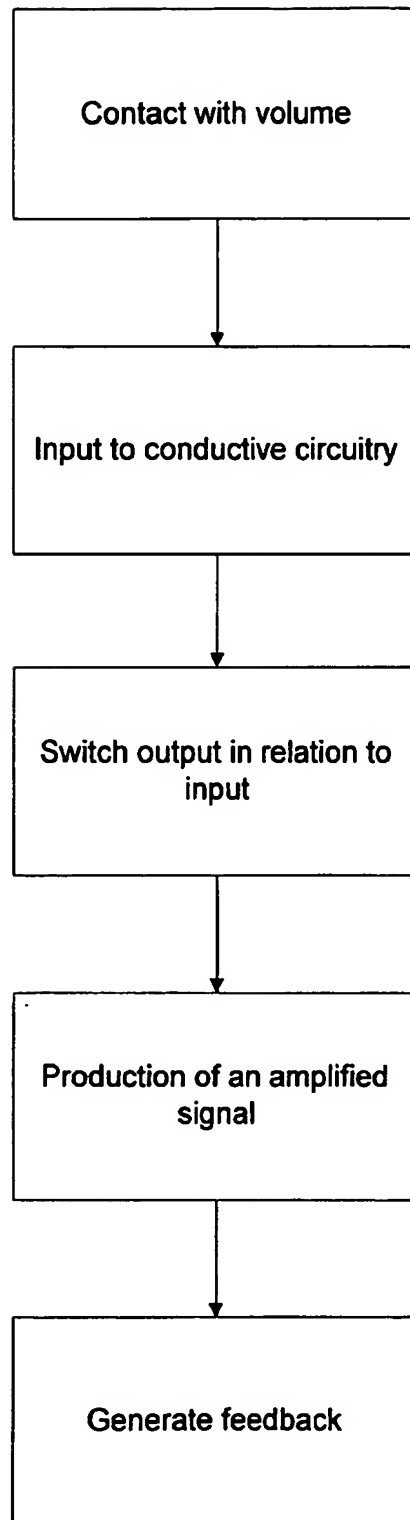 Contact with volume
Input to conductive circuitry
Switch output in relation to
input
Production of an amplified
signal
Generate feedback